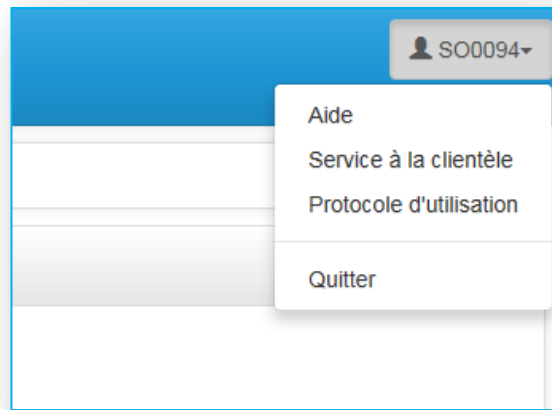 SO0094
Aide
Service à la clientèle
Protocole d'utilisation
Quitter